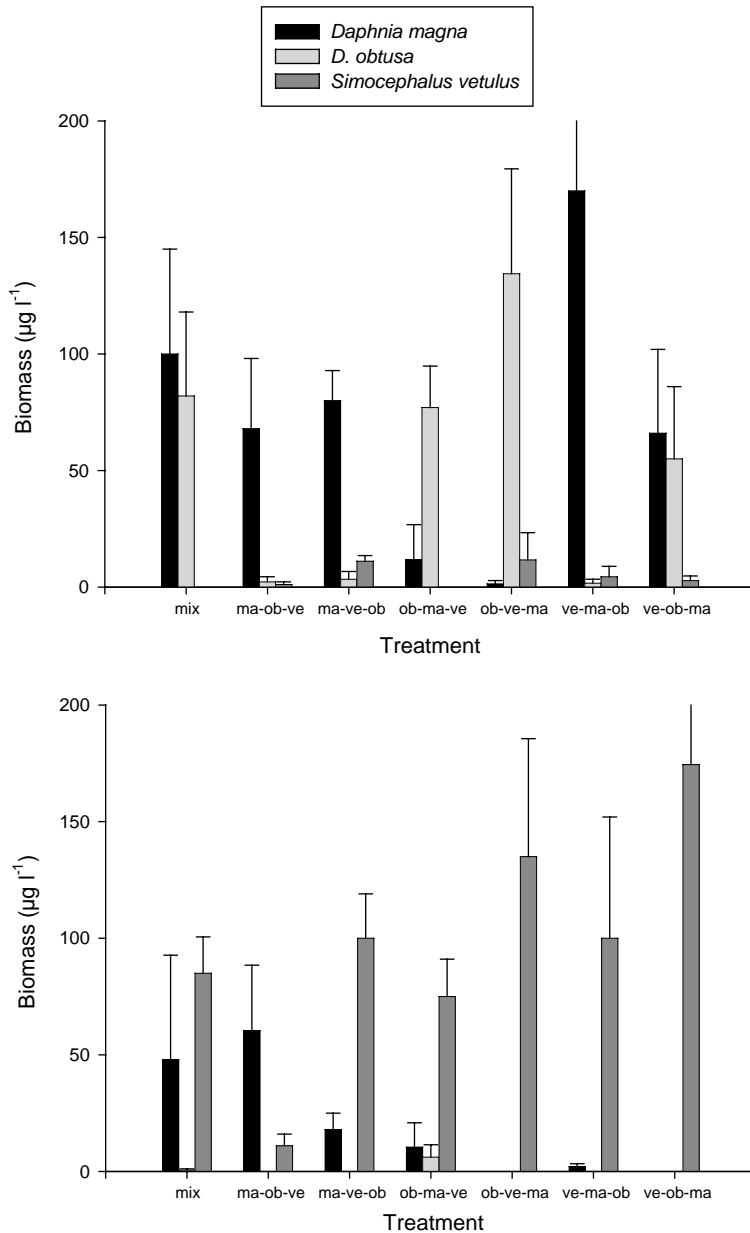 Daphnia magna
D. obtusa
Simocephalus vetulus
200
150
100
50
0
Biomass (µg l⁻¹)
mix ma-ob-ve ma-ve-ob ob-ma-ve ob-ve-ma ve-ma-ob ve-ob-ma
Treatment
200
150
100
50
0
Biomass (µg l⁻¹)
mix ma-ob-ve ma-ve-ob ob-ma-ve ob-ve-ma ve-ma-ob ve-ob-ma
Treatment